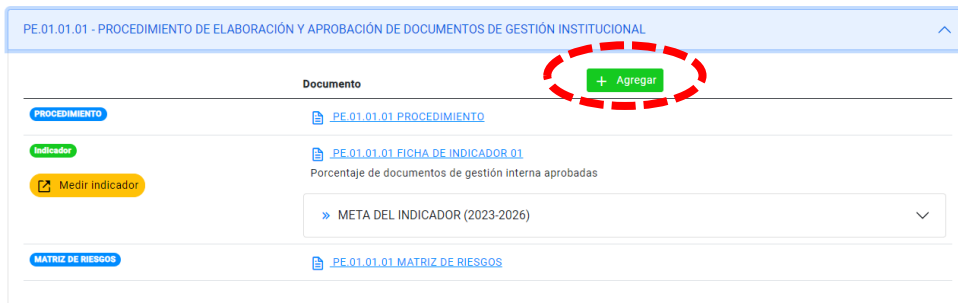 PE.01.01.01 - PROCEDIMIENTO DE ELABORACIÓN Y APROBACIÓN DE DOCUMENTOS DE GESTIÓN INSTITUCIONAL
Documento
+ Agregar
PROCEDIMIENTO
PE.01.01.01 PROCEDIMIENTO
Indicador
PE.01.01.01 FICHA DE INDICADOR 01
Porcentaje de documentos de gestión interna aprobadas
Medir indicador
» META DEL INDICADOR (2023-2026)
MATRIZ DE RIESGOS
PE.01.01.01 MATRIZ DE RIESGOS